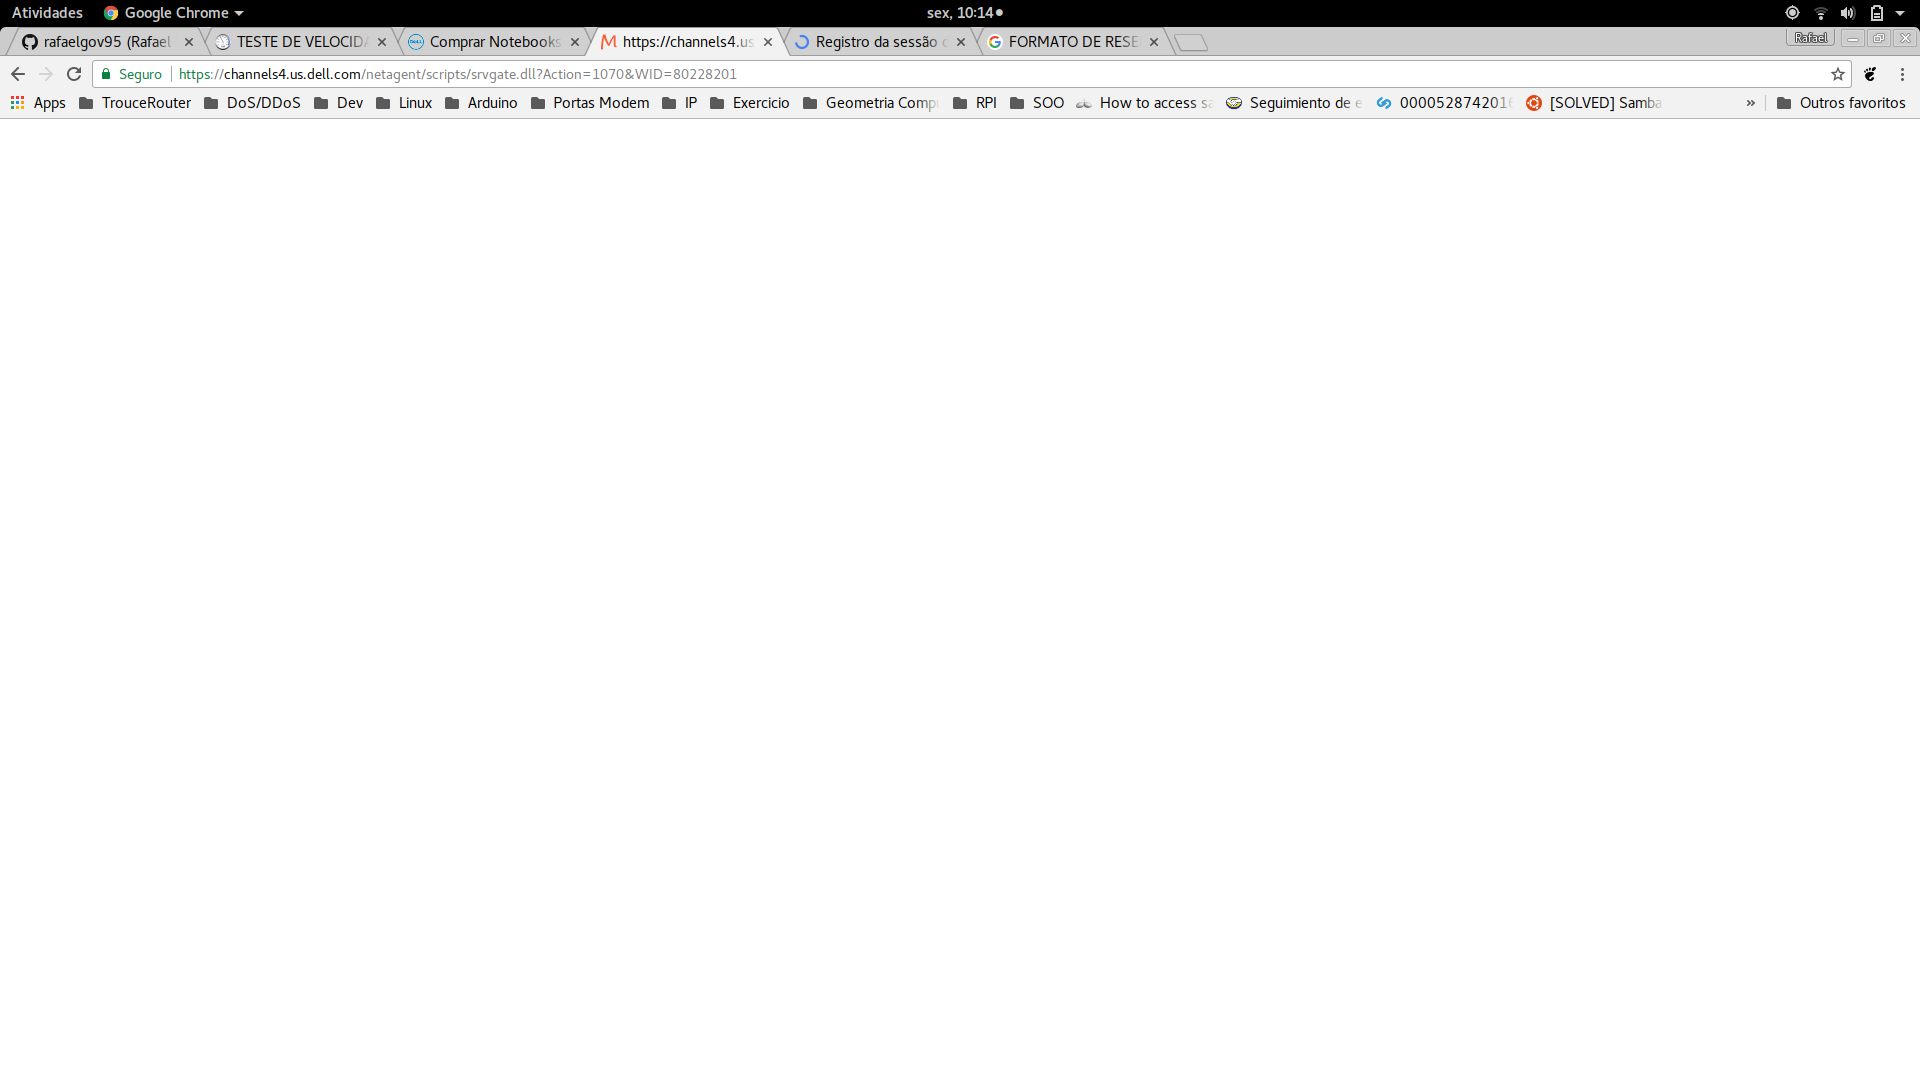 Atividades Google Chrome sex, 10:14
rafaelgov95 (Rafael TESTE DE VELOCIDA Comprar Notebooks https://channels4.us Registro da sessão FORMATO DE RESE Rafael
Seguro https://channels4.us.dell.com/netagent/scripts/srvgate.dll?Action=1070&WID=80228201
Apps TrouceRouter DoS/DDoS Dev Linux Arduino Portas Modem IP Exercicio Geometria Comp RPI SOO How to access sa Seguimiento de e 0000528742016 [SOLVED] Samba » Outros favoritos